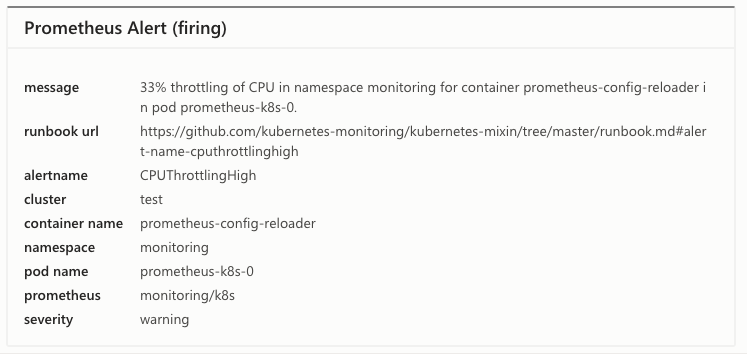 Prometheus Alert (firing)
message 33% throttling of CPU in namespace monitoring for container prometheus-config-reloader i
n pod prometheus-k8s-0.
runbook url https://github.com/kubernetes-monitoring/kubernetes-mixin/tree/master/runbook.md#aler
t-name-cputhrottlinghigh
alertname CPUThrottlingHigh
cluster test
container name prometheus-config-reloader
namespace monitoring
pod name prometheus-k8s-0
prometheus monitoring/k8s
severity warning